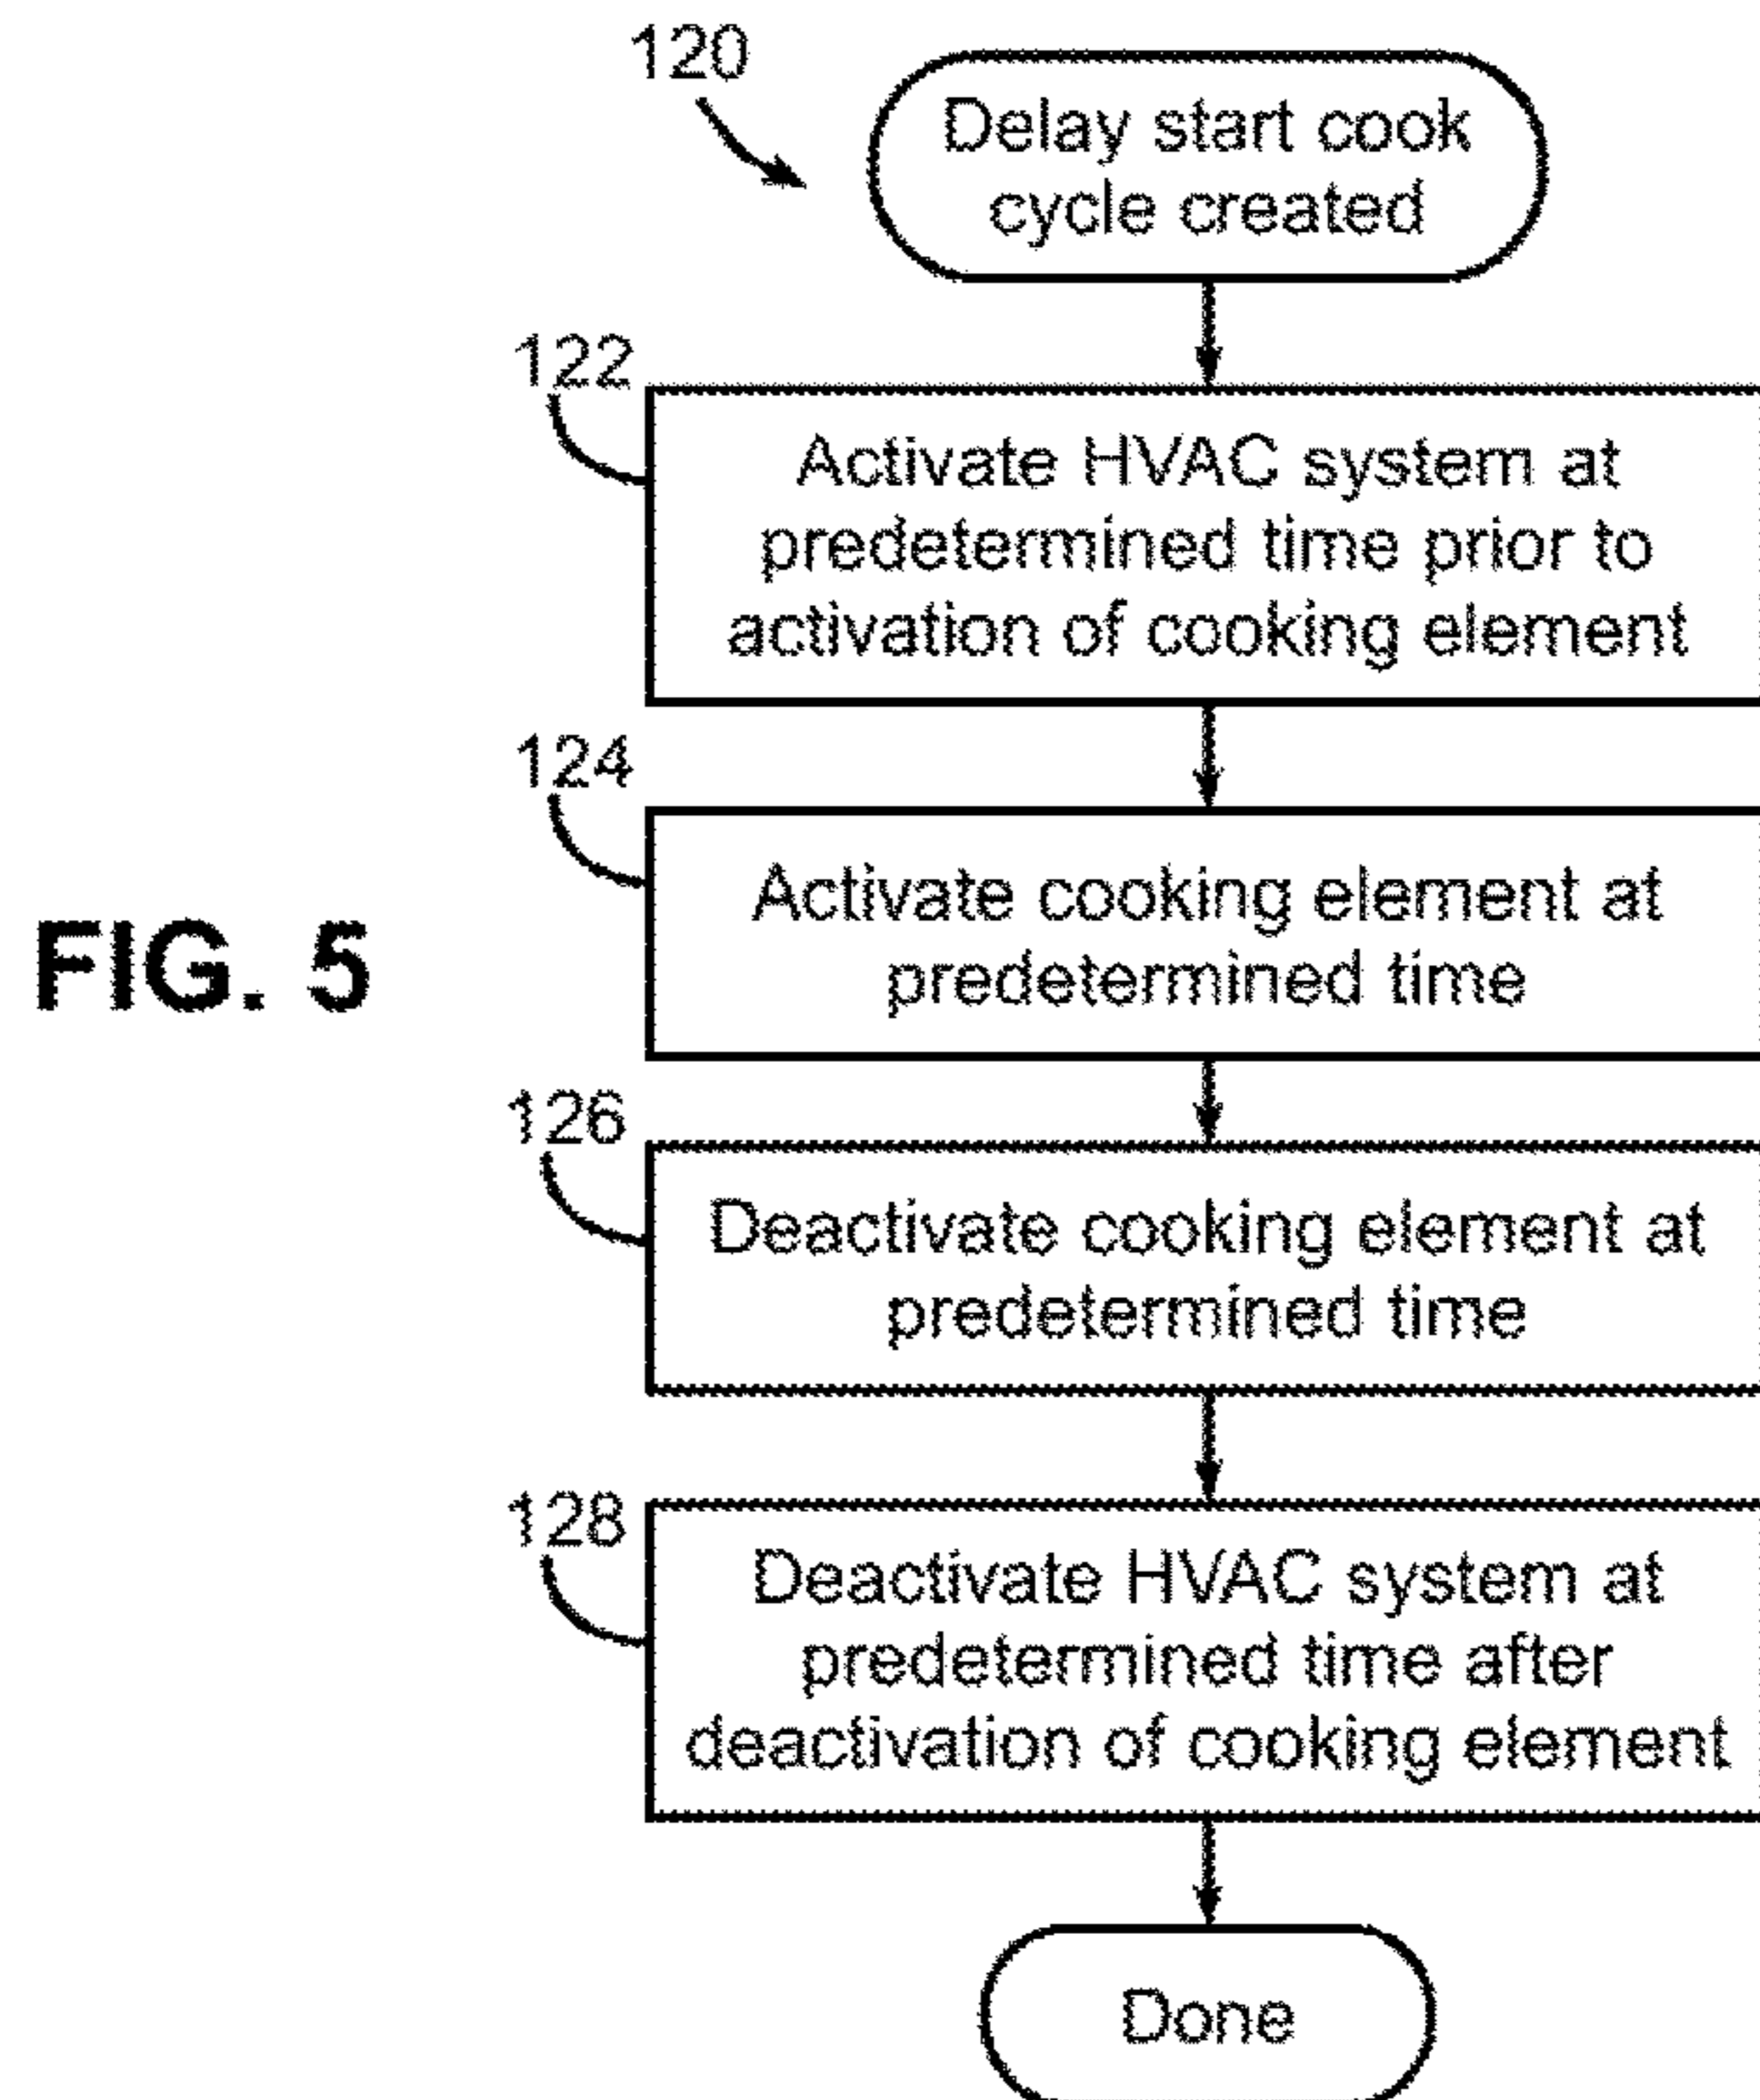 120
Delay start cook
cycle created
122
Activate HVAC system at
predetermined time prior to
activation of cooking element
124
Activate cooking element at
predetermined time
FIG. 5
126
Deactivate cooking element at
predetermined time
128
Deactivate HVAC system at
predetermined time after
deactivation of cooking element
Done